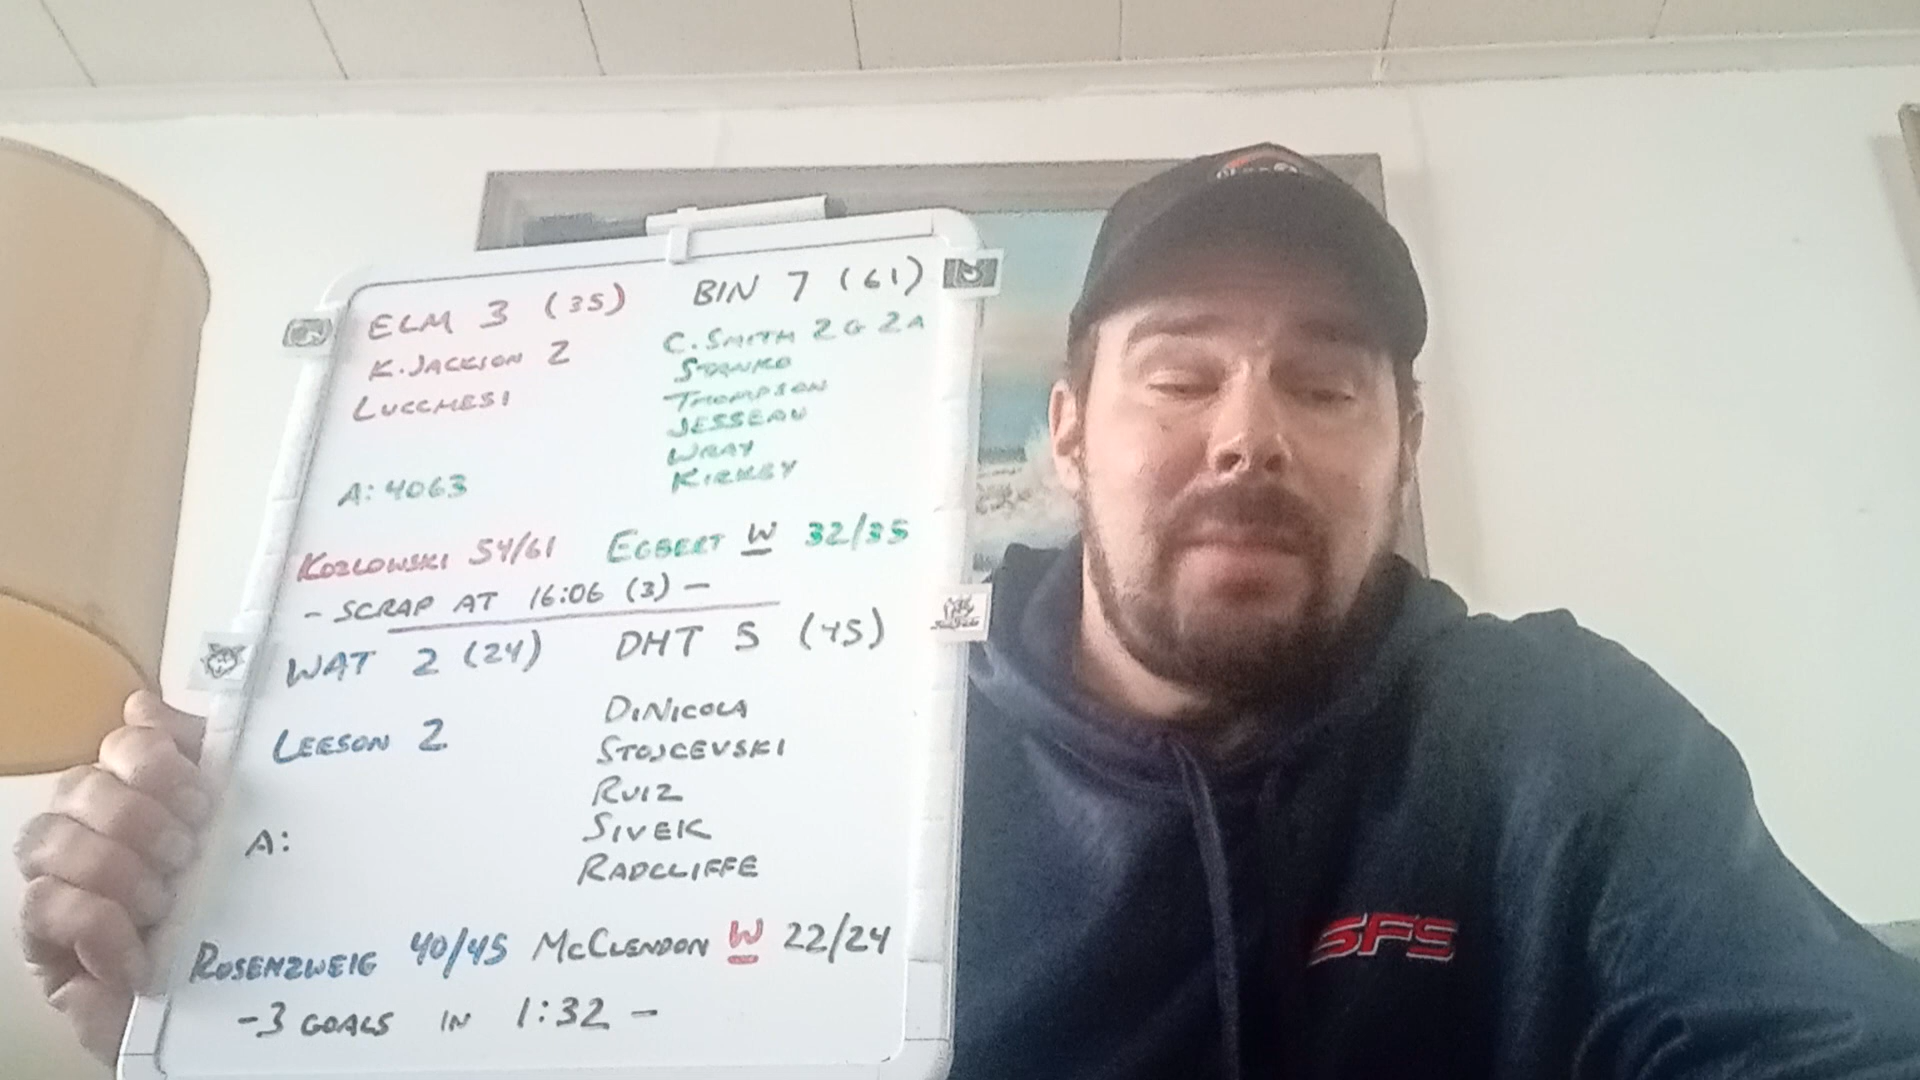 ELM 3 (35) BIN 7 (61)
K. JACKSON 2 C. SMITH 2G 2A
LUCCHESI STANKO
THOMPSON
JESSEAU
WRAY
A: 4063 KIRKBY
KOZLOWSKI 54/61 EGBERT W 32/35
- SCRAP AT 16:06 (3) -
WAT 2 (24) DHT 5 (45)
LEESON 2 DINICOLA
STOJCEVSKI
RUIZ
A: SIVEK
RADCLIFFE
ROSENZWEIG 40/45 MCCLENDON W 22/24
-3 GOALS IN 1:32 -
SFS